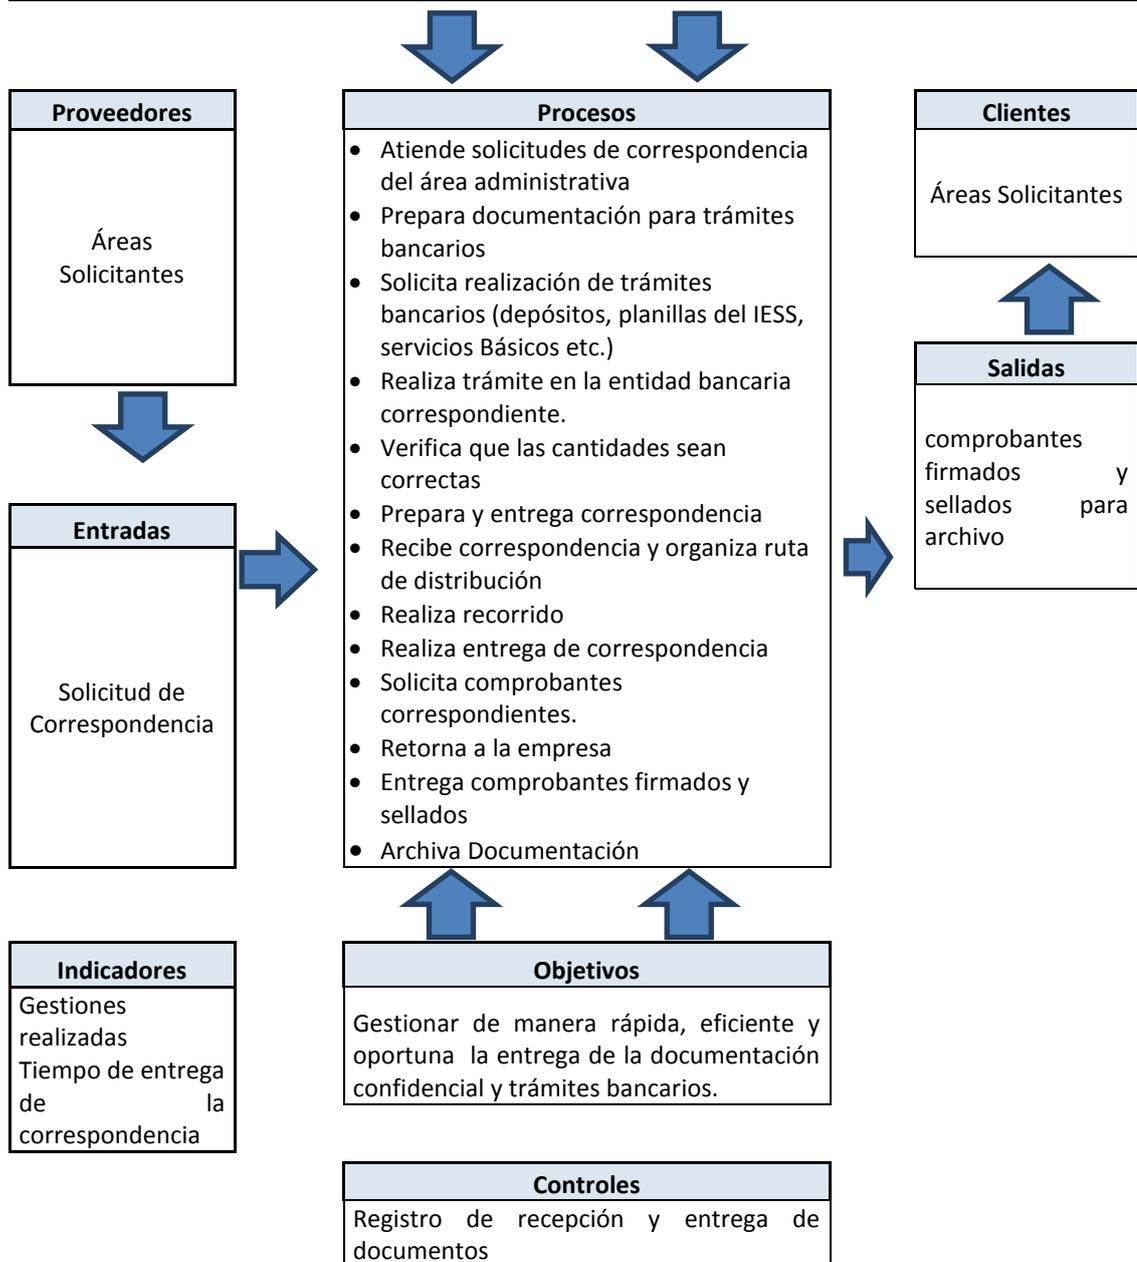 Proveedores
Áreas
Solicitantes
Entradas
Solicitud de
Correspondencia
Indicadores
Gestiones
realizadas
Tiempo de entrega
de la
correspondencia
Procesos
• Atiende solicitudes de correspondencia
del área administrativa
• Prepara documentación para trámites
bancarios
• Solicita realización de trámites
bancarios (depósitos, planillas del IESS,
servicios Básicos etc.)
• Realiza trámite en la entidad bancaria
correspondiente.
• Verifica que las cantidades sean
correctas
• Prepara y entrega correspondencia
• Recibe correspondencia y organiza ruta
de distribución
• Realiza recorrido
• Realiza entrega de correspondencia
• Solicita comprobantes
correspondientes.
• Retorna a la empresa
• Entrega comprobantes firmados y
sellados
• Archiva Documentación
Objetivos
Gestionar de manera rápida, eficiente y
oportuna la entrega de la documentación
confidencial y trámites bancarios.
Controles
Registro de recepción y entrega de
documentos
Clientes
Áreas Solicitantes
Salidas
comprobantes
firmados y
sellados para
archivo